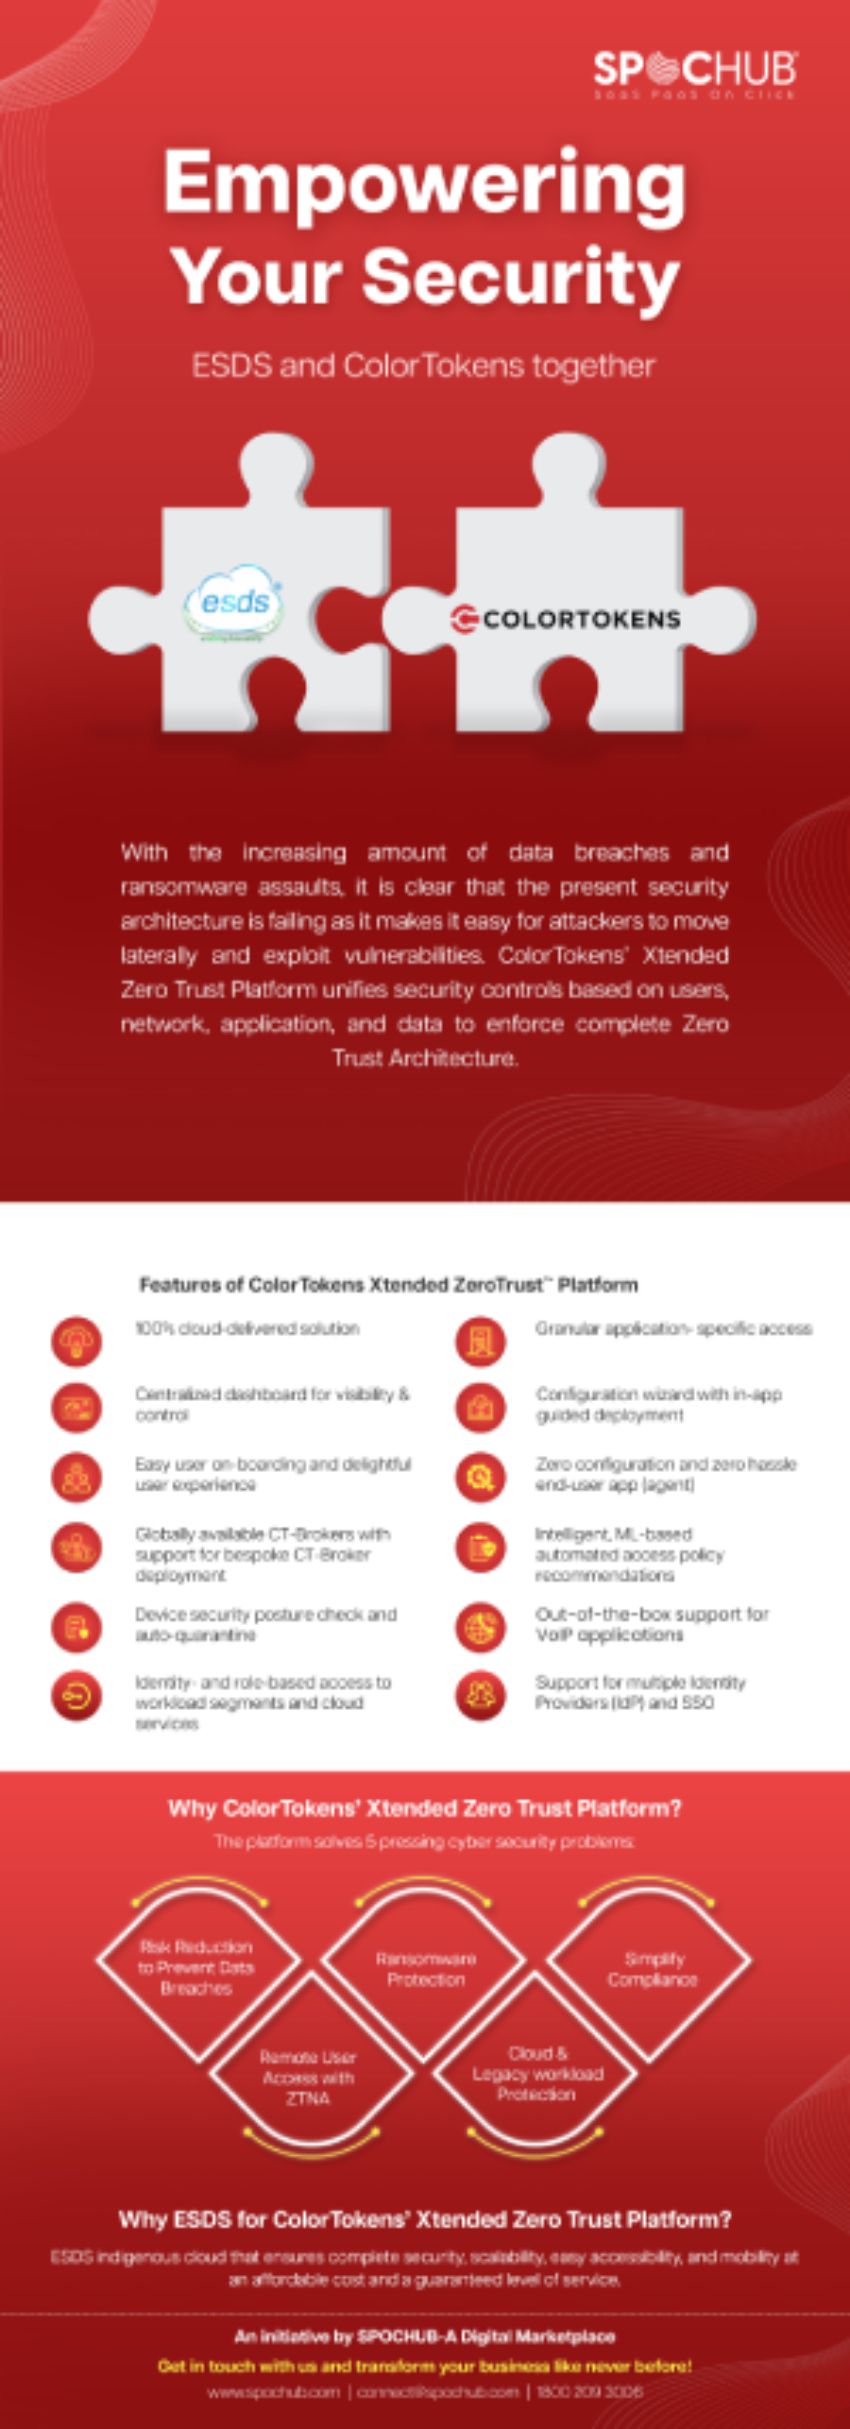 SPOCHUB
SaaS PaaS On Click
Empowering
Your Security
ESDS and ColorTokens together
esds
COLORTOKENS
With the increasing amount of data breaches and
ransomware assaults, it is clear that the present security
architecture is failing as it makes it easy for attackers to move
laterally and exploit vulnerabilities. ColorTokens' Xtended
Zero Trust Platform unifies security controls based on users,
network, application, and data to enforce complete Zero
Trust Architecture.
Features of ColorTokens Xtended ZeroTrust™ Platform
100% cloud-delivered solution
Centralized dashboard for visibility &
control
Easy user on-boarding and delightful
user experience
Globally available CT-Brokers with
support for bespoke CT-Broker
deployment
Device security posture check and
auto-quarantine
Identity- and role-based access to
workload segments and cloud
services
Granular application- specific access
Configuration wizard with in-app
guided deployment
Zero configuration and zero hassle
end-user app (agent)
Intelligent, ML-based
automated access policy
recommendations
Out-of-the-box support for
VoIP applications
Support for multiple Identity
Providers (IdP) and SSO
Why ColorTokens' Xtended Zero Trust Platform?
The platform solves 5 pressing cyber security problems:
Risk Reduction
to Prevent Data
Breaches
Remote User
Access with
ZTNA
Ransomware
Protection
Cloud &
Legacy workload
Protection
Simplify
Compliance
Why ESDS for ColorTokens' Xtended Zero Trust Platform?
ESDS indigenous cloud that ensures complete security, scalability, easy accessibility, and mobility at
an affordable cost and a guaranteed level of service.
An initiative by SPOCHUB-A Digital Marketplace
Get in touch with us and transform your business like never before!
www.spochub.com | connect@spochub.com | 1800 209 3006